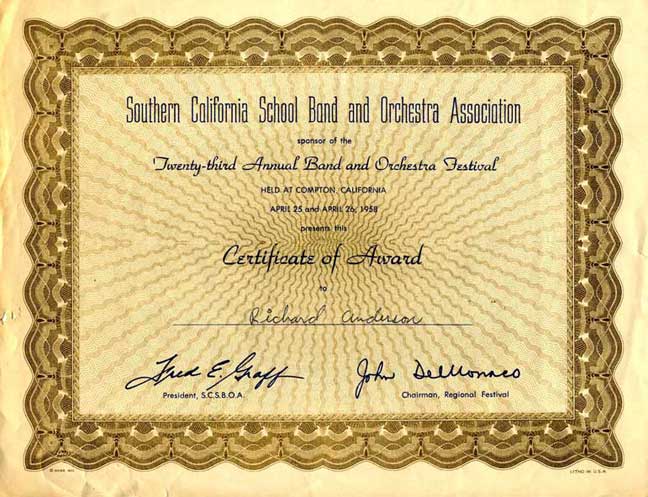 Southern California School Band and Orchestra Association
sponsor of the
Twenty-third Annual Band and Orchestra Festival
HELD AT COMPTON, CALIFORNIA
APRIL 25 and APRIL 26, 1958
presents this
Certificate of Award
to
Richard Anderson
Fred E. Graff John DelMonaco
President, S.C.S.B.O.A. Chairman, Regional Festival
LITHO IN U.S.A.